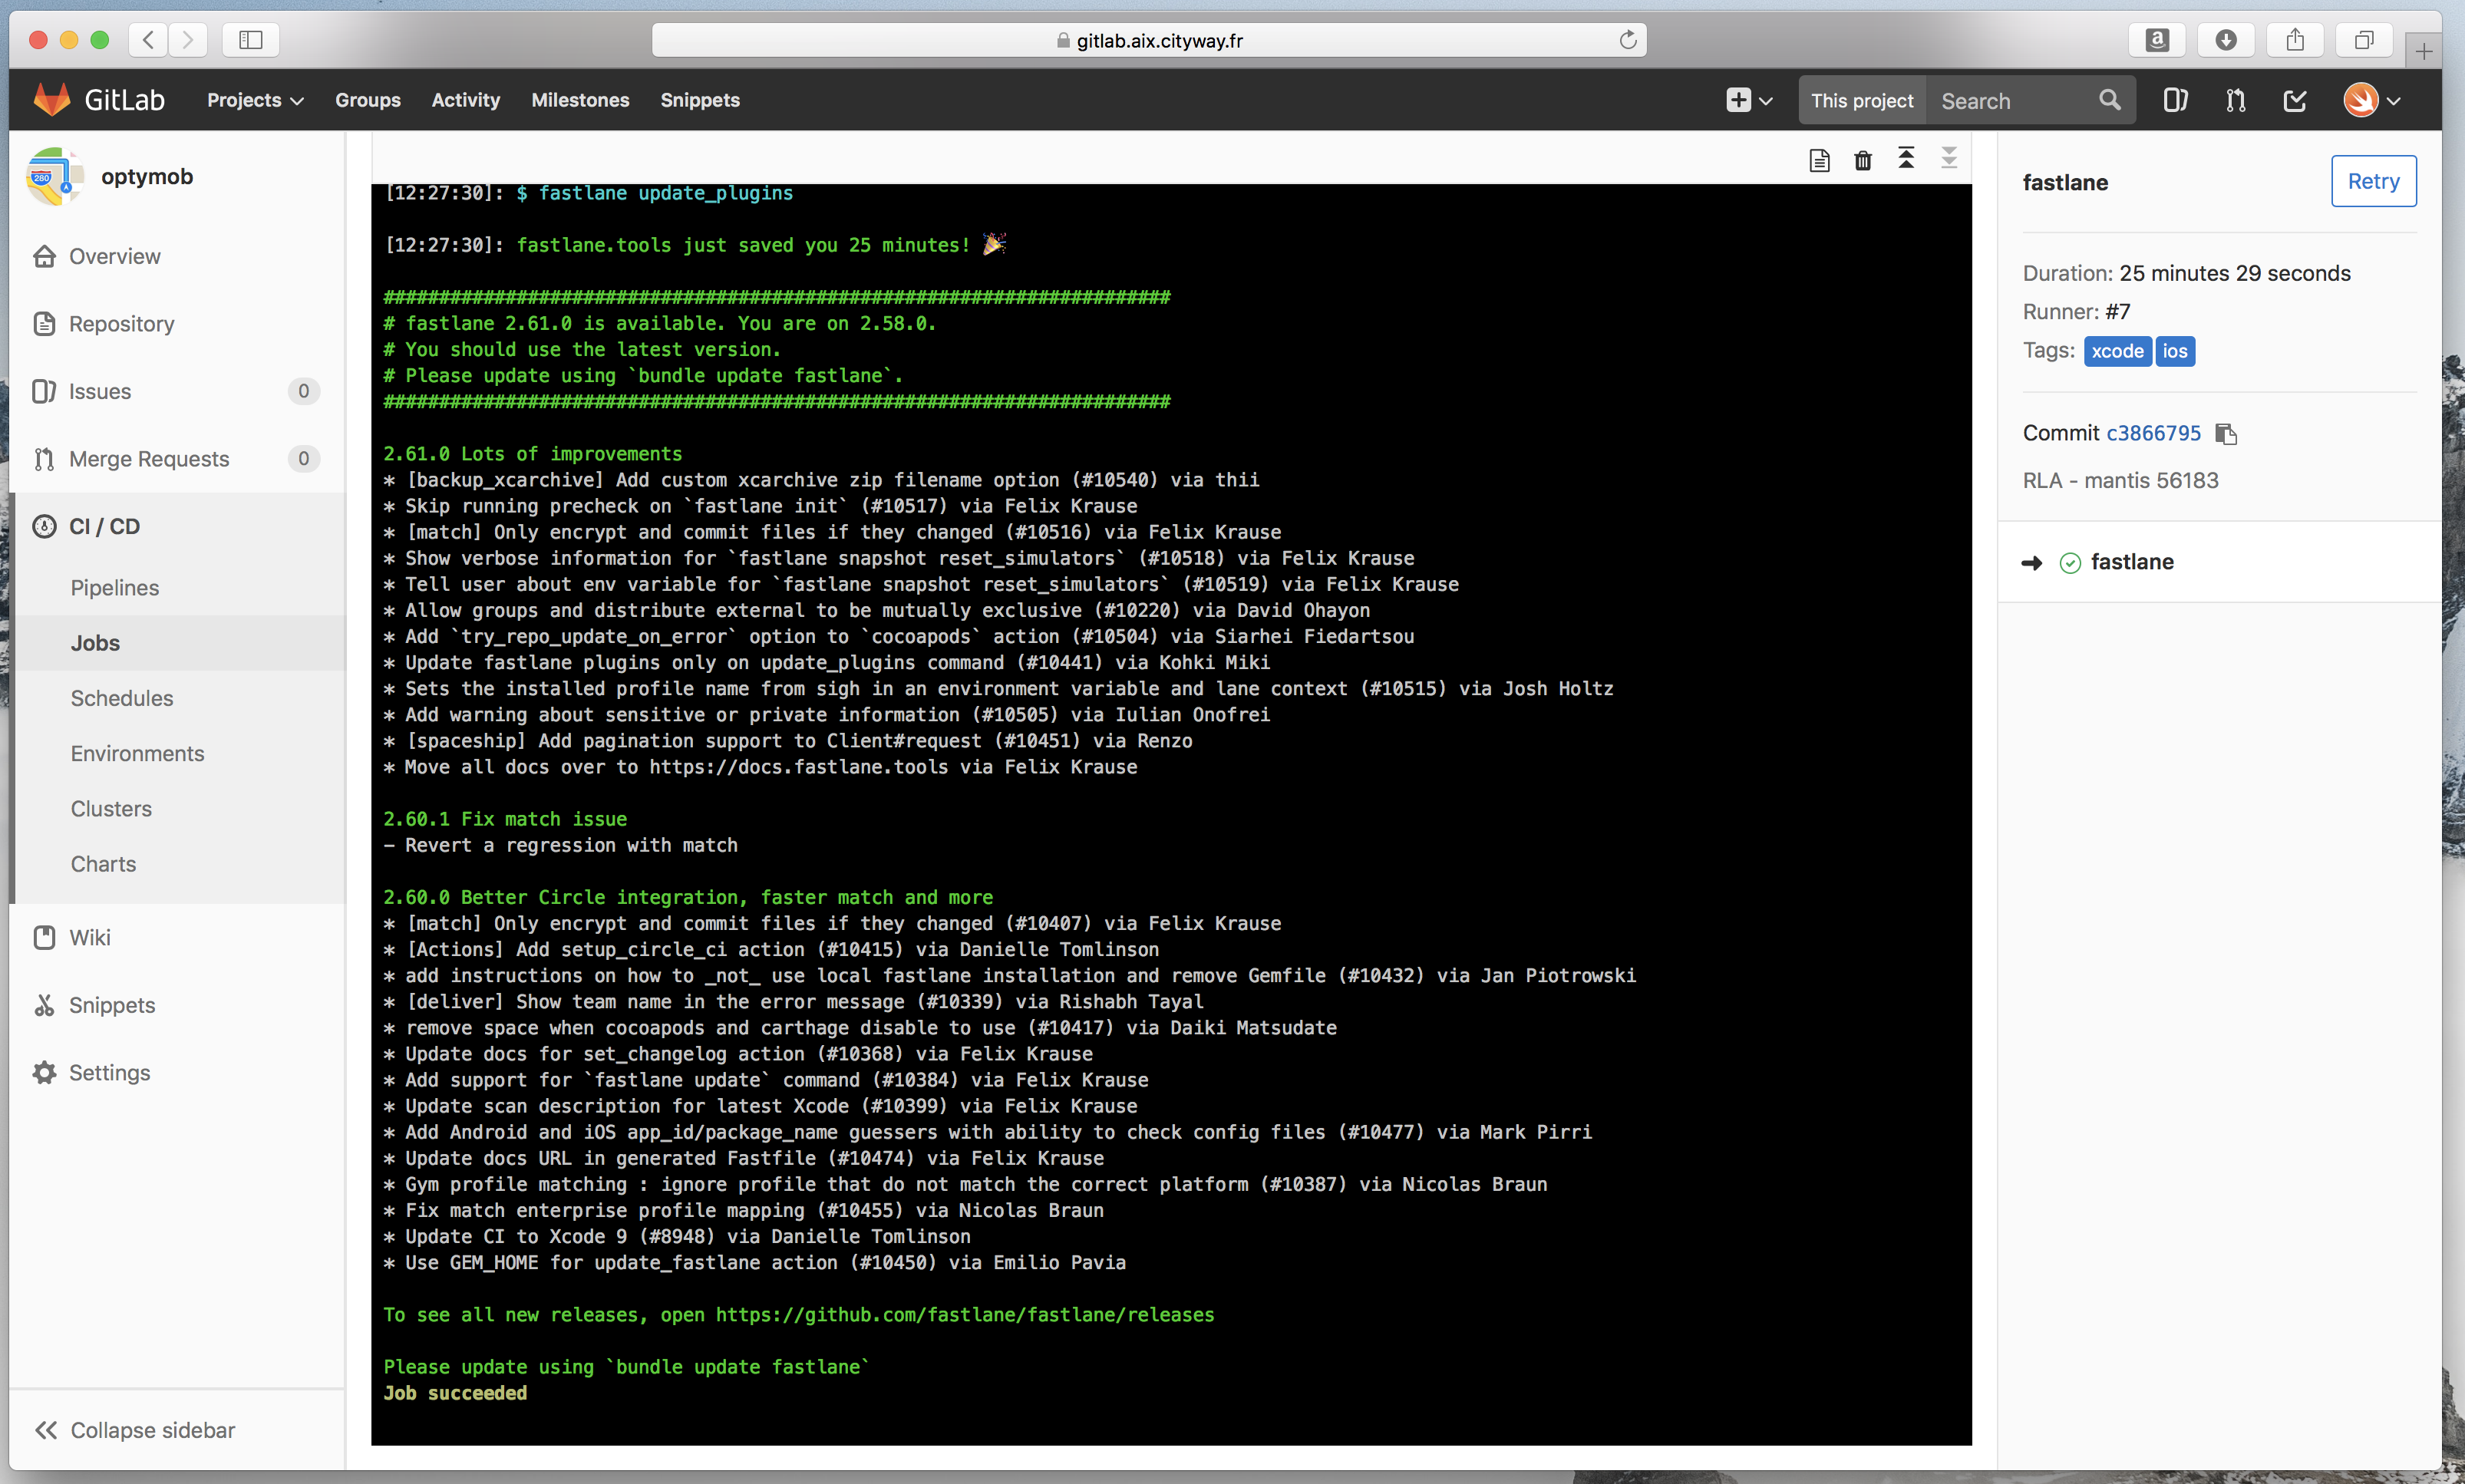 gitlab.aix.cityway.fr
GitLab Projects Groups Activity Milestones Snippets This project Search
280
optymob
Overview
Repository
Issues 0
Merge Requests 0
CI / CD
Pipelines
Jobs
Schedules
Environments
Clusters
Charts
Wiki
Snippets
Settings
Collapse sidebar
[12:27:30]: $ fastlane update_plugins
[12:27:30]: fastlane.tools just saved you 25 minutes! 🎉
#######################################################################
# fastlane 2.61.0 is available. You are on 2.58.0.
# You should use the latest version.
# Please update using `bundle update fastlane`.
#######################################################################
2.61.0 Lots of improvements
* [backup_xcarchive] Add custom xcarchive zip filename option (#10540) via thii
* Skip running precheck on `fastlane init` (#10517) via Felix Krause
* [match] Only encrypt and commit files if they changed (#10516) via Felix Krause
* Show verbose information for `fastlane snapshot reset_simulators` (#10518) via Felix Krause
* Tell user about env variable for `fastlane snapshot reset_simulators` (#10519) via Felix Krause
* Allow groups and distribute external to be mutually exclusive (#10220) via David Ohayon
* Add `try_repo_update_on_error` option to `cocoapods` action (#10504) via Siarhei Fiedartsou
* Update fastlane plugins only on update_plugins command (#10441) via Kohki Miki
* Sets the installed profile name from sigh in an environment variable and lane context (#10515) via Josh Holtz
* Add warning about sensitive or private information (#10505) via Iulian Onofrei
* [spaceship] Add pagination support to Client#request (#10451) via Renzo
* Move all docs over to https://docs.fastlane.tools via Felix Krause
2.60.1 Fix match issue
- Revert a regression with match
2.60.0 Better Circle integration, faster match and more
* [match] Only encrypt and commit files if they changed (#10407) via Felix Krause
* [Actions] Add setup_circle_ci action (#10415) via Danielle Tomlinson
* add instructions on how to _not_ use local fastlane installation and remove Gemfile (#10432) via Jan Piotrowski
* [deliver] Show team name in the error message (#10339) via Rishabh Tayal
* remove space when cocoapods and carthage disable to use (#10417) via Daiki Matsudate
* Update docs for set_changelog action (#10368) via Felix Krause
* Add support for `fastlane update` command (#10384) via Felix Krause
* Update scan description for latest Xcode (#10399) via Felix Krause
* Add Android and iOS app_id/package_name guessers with ability to check config files (#10477) via Mark Pirri
* Update docs URL in generated Fastfile (#10474) via Felix Krause
* Gym profile matching : ignore profile that do not match the correct platform (#10387) via Nicolas Braun
* Fix match enterprise profile mapping (#10455) via Nicolas Braun
* Update CI to Xcode 9 (#8948) via Danielle Tomlinson
* Use GEM_HOME for update_fastlane action (#10450) via Emilio Pavia
To see all new releases, open https://github.com/fastlane/fastlane/releases
Please update using `bundle update fastlane`
Job succeeded
fastlane Retry
Duration: 25 minutes 29 seconds
Runner: #7
Tags: xcode ios
Commit c3866795
RLA - mantis 56183
fastlane